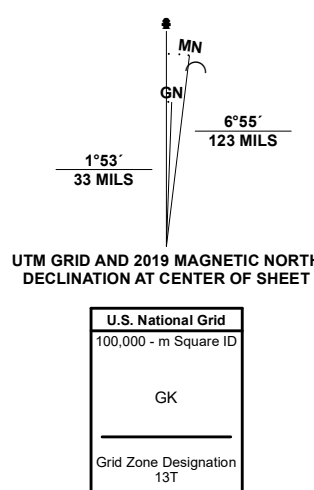 MN
GN
6°55´
123 MILS
1°53´
33 MILS
UTM GRID AND 2019 MAGNETIC NORTH
DECLINATION AT CENTER OF SHEET
U.S. National Grid
100,000 - m Square ID
GK
Grid Zone Designation
13T